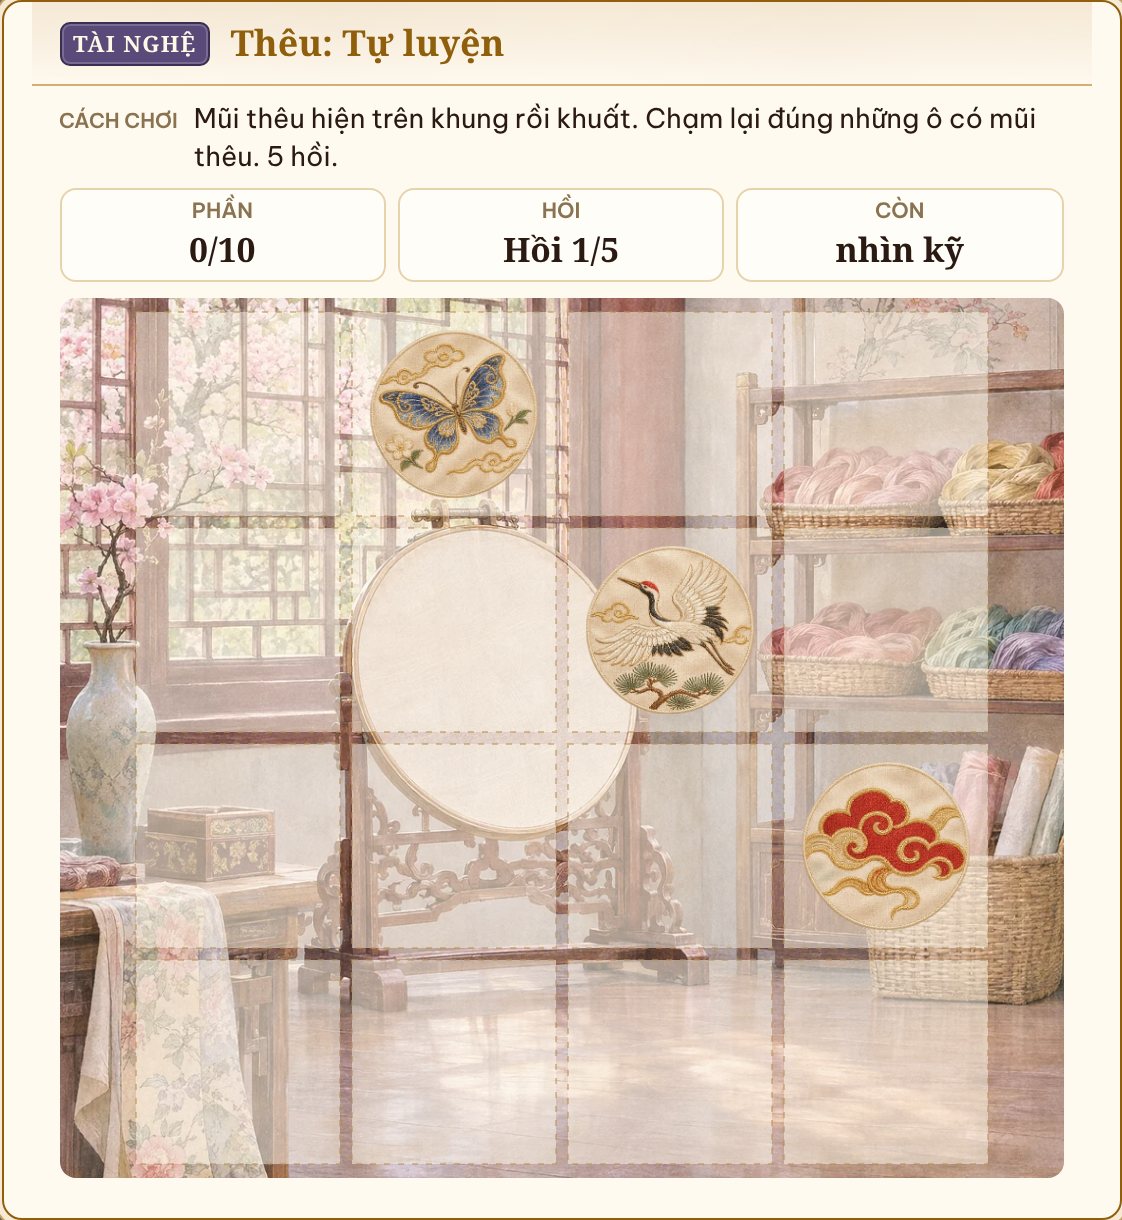 TÀI NGHỆ
Thêu: Tự luyện
CÁCH CHƠI
Mũi thêu hiện trên khung rồi khuất. Chạm lại đúng những ô có mũi
thêu. 5 hồi.
PHẦN
0/10
HỒI
Hồi 1/5
CÒN
nhìn kỹ